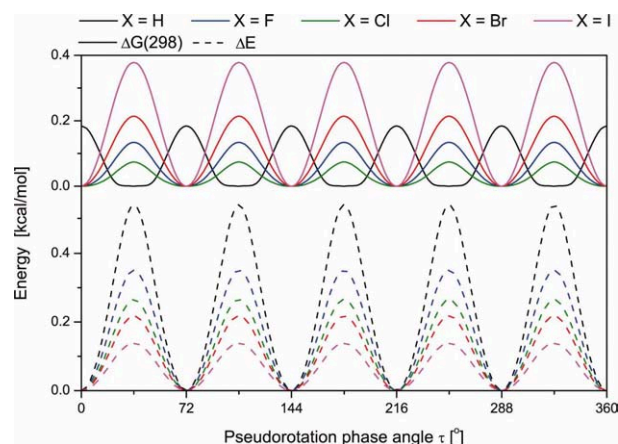 X = H X = F X = Cl X = Br X = I
ΔG(298) ΔE
0.4
0.2
0.0
0.4
0.2
0.0
Energy [kcal/mol]
0 72 144 216 288 360
Pseudorotation phase angle τ [°]